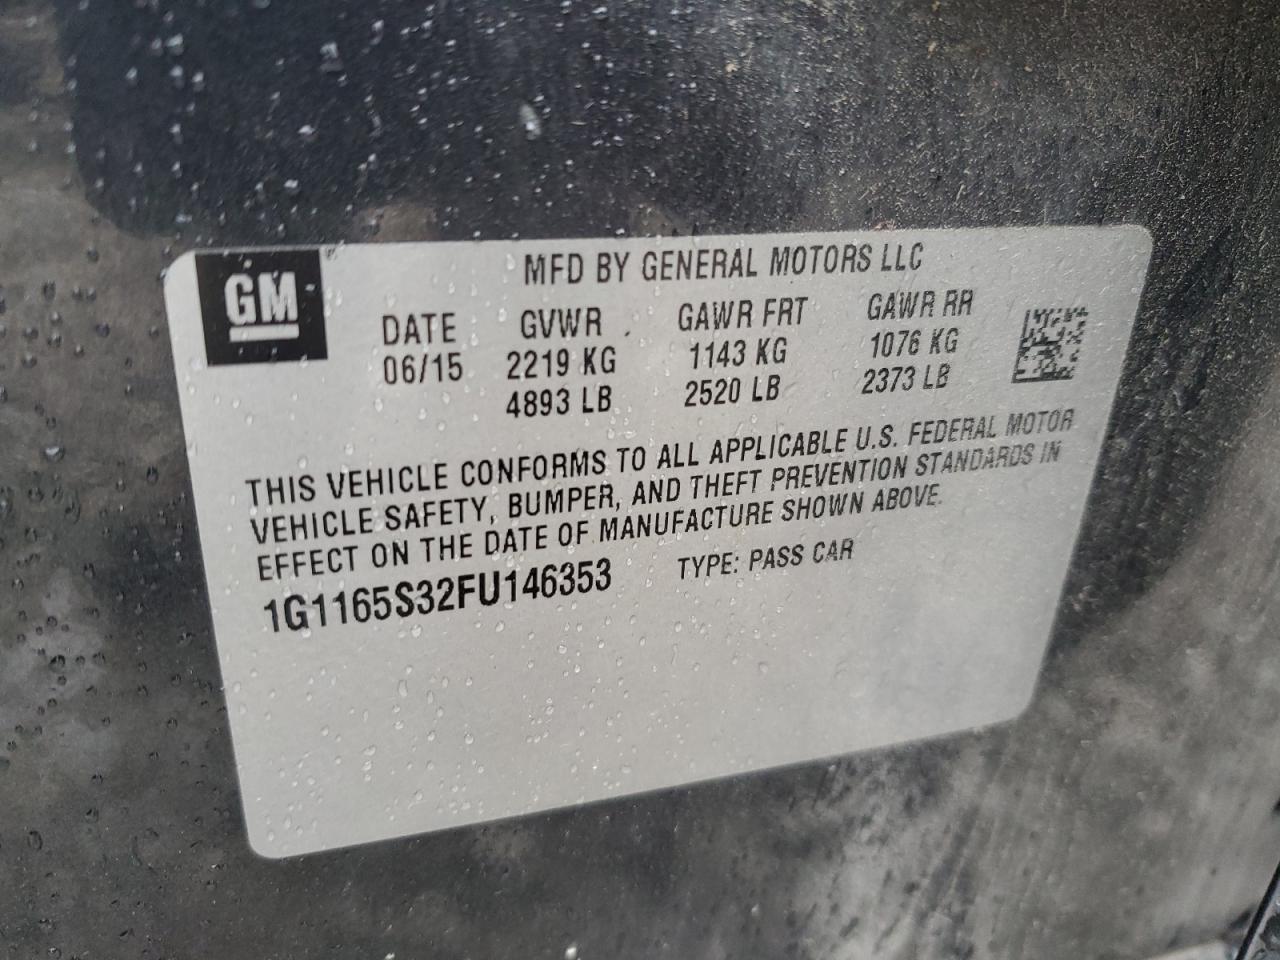 GM
MFD BY GENERAL MOTORS LLC
DATE GVWR GAWR FRT GAWR RR
06/15 2219 KG 1143 KG 1076 KG
4893 LB 2520 LB 2373 LB
THIS VEHICLE CONFORMS TO ALL APPLICABLE U.S. FEDERAL MOTOR
VEHICLE SAFETY, BUMPER, AND THEFT PREVENTION STANDARDS IN
EFFECT ON THE DATE OF MANUFACTURE SHOWN ABOVE.
1G1165S32FU146353 TYPE: PASS CAR